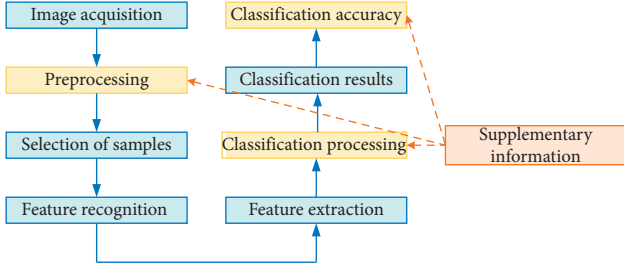 Image acquisition
Preprocessing
Selection of samples
Feature recognition
Classification accuracy
Classification results
Classification processing
Feature extraction
Supplementary
information